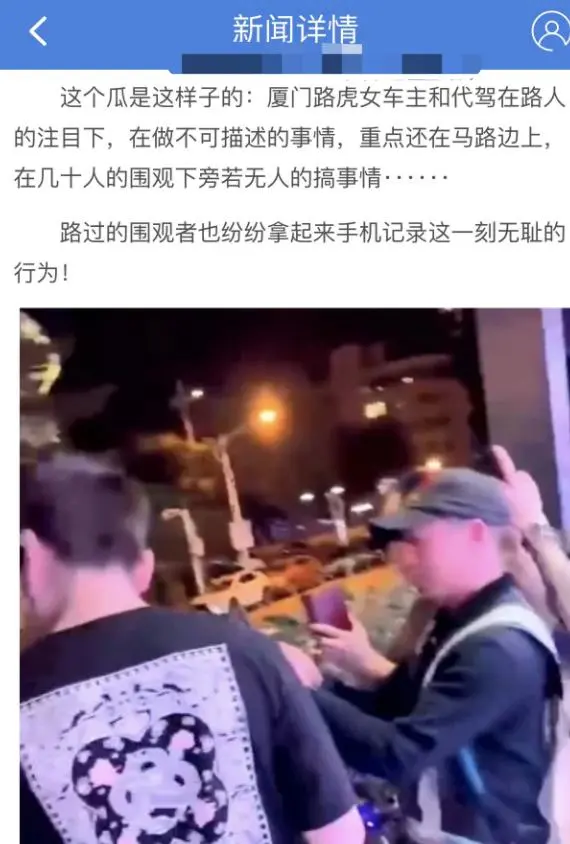 新闻详情
这个瓜是这样子的：厦门路虎女车主和代驾在路人
的注目下，在做不可描述的事情，重点还在马路边上，
在几十人的围观下旁若无人的搞事情······
路过的围观者也纷纷拿起来手机记录这一刻无耻的
行为！